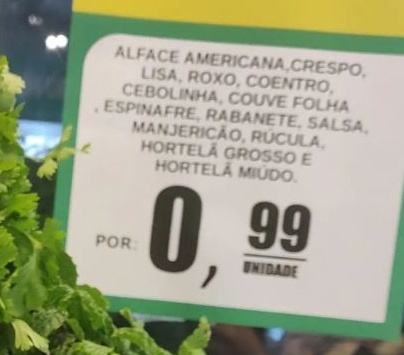 ALFACE AMERICANA,CRESPO,
LISA, ROXO, COENTRO,
CEBOLINHA, COUVE FOLHA
, ESPINAFRE, RABANETE, SALSA,
MANJERICÃO, RÚCULA,
HORTELÃ GROSSO E
HORTELÃ MIÚDO.
POR: 0,99
UNIDADE